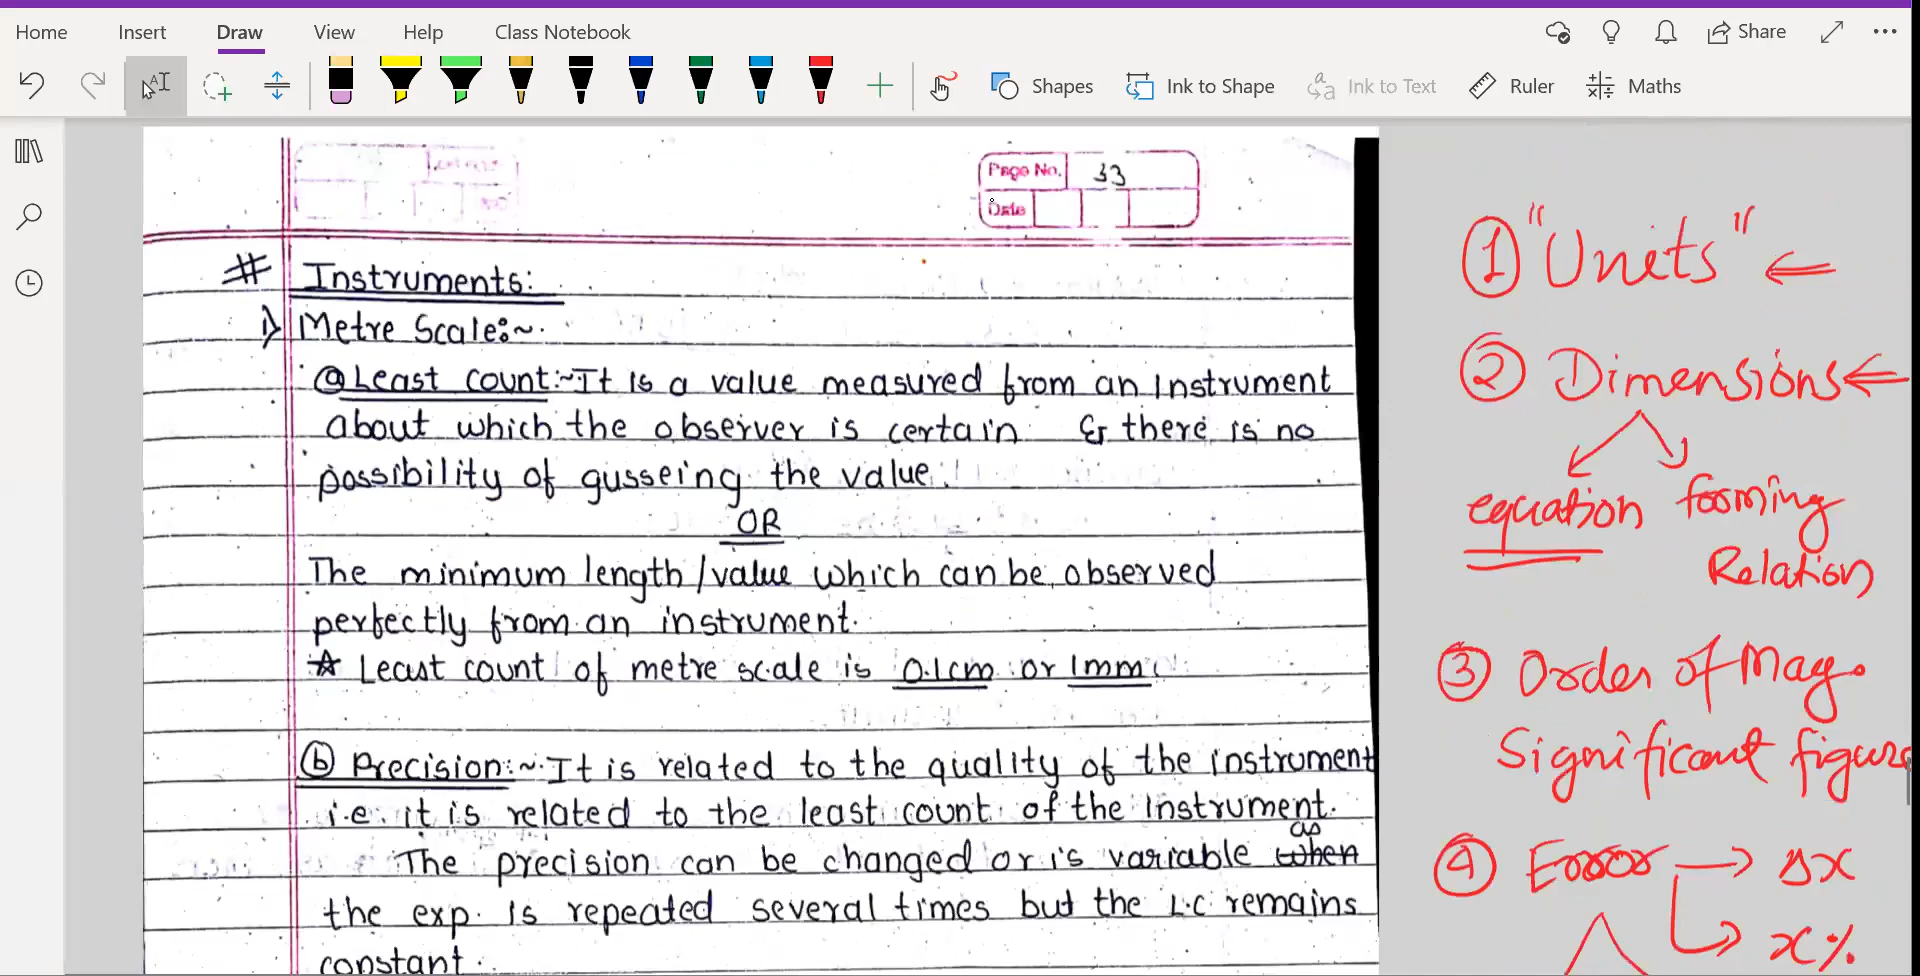 Home Insert Draw View Help Class Notebook Share
Shapes Ink to Shape Ink to Text Ruler Maths
Page No. 33
Date
# Instruments:
1) Metre Scale:~
(a) Least count:~ It is a value measured from an instrument
about which the observer is certain & there is no
possibility of gusseing the value.
OR
The minimum length/value which can be observed
perfectly from an instrument.
☆ Least count of metre scale is 0.1cm or 1mm.
(b) Precision:~ It is related to the quality of the instrument
i.e. it is related to the least count of the instrument.
as
The precision can be changed or is variable when
the exp. is repeated several times but the L.C remains
constant.
① "Units" ⇐
② Dimensions ⇐
equation forming
Relation
③ Order of Mag.
Significant figure
④ Error → Δx
x%